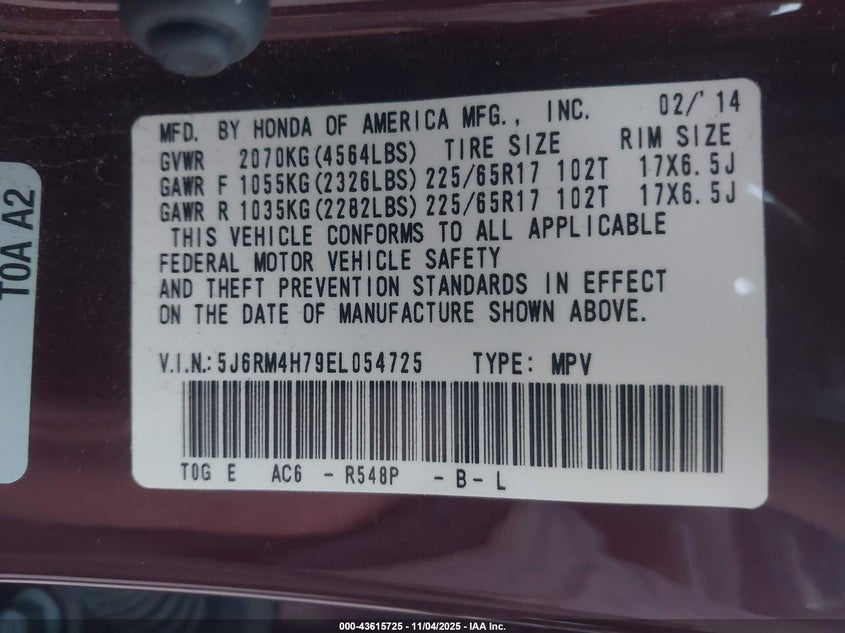 MFD. BY HONDA OF AMERICA MFG., INC. 02/'14
GVWR 2070KG(4564LBS) TIRE SIZE RIM SIZE
GAWR F 1055KG(2326LBS) 225/65R17 102T 17X6.5J
GAWR R 1035KG(2282LBS) 225/65R17 102T 17X6.5J
THIS VEHICLE CONFORMS TO ALL APPLICABLE
FEDERAL MOTOR VEHICLE SAFETY
AND THEFT PREVENTION STANDARDS IN EFFECT
ON THE DATE OF MANUFACTURE SHOWN ABOVE.
V.I.N.:5J6RM4H79EL054725 TYPE: MPV
T0G E AC6 - R548P - B - L
T0A A2
000-43615725 - 11/04/2025 - IAA Inc.